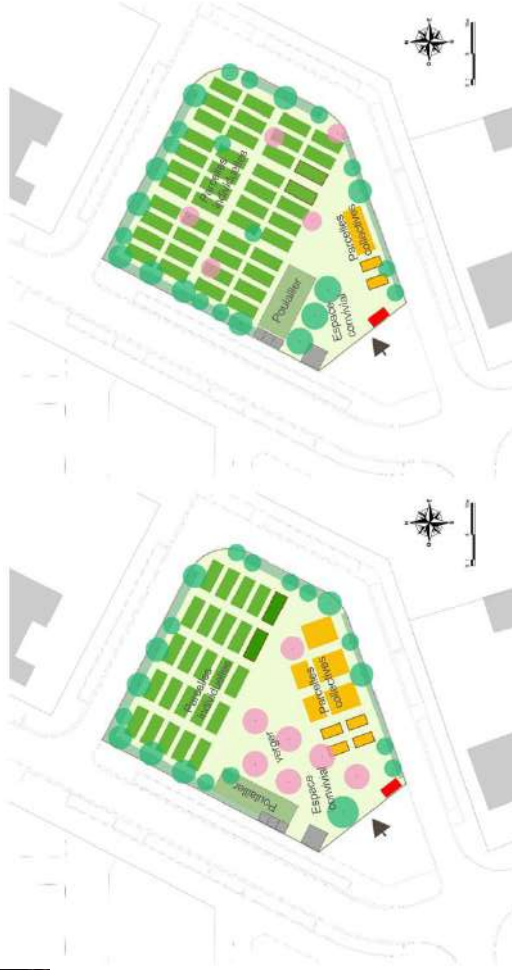 Parcelles
individuelles
Parcelles
collectives
Poulailler
Espace
convivial
Parcelles
individuelles
Parcelles
collectives
verger
Poulailler
Espace
convivial